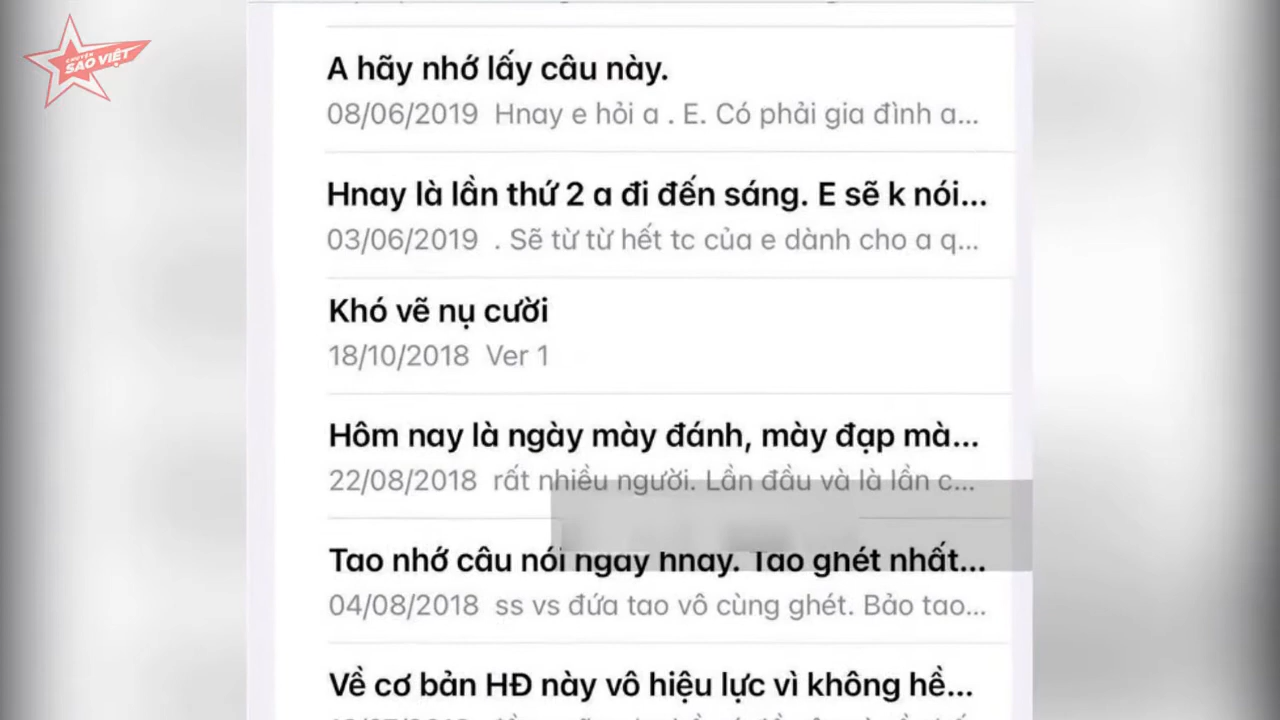 CHUYỆN
SAO VIỆT
A hãy nhớ lấy câu này.
08/06/2019 Hnay e hỏi a . E. Có phải gia đình a...
Hnay là lần thứ 2 a đi đến sáng. E sẽ k nói...
03/06/2019 . Sẽ từ từ hết tc của e dành cho a q...
Khó vẽ nụ cười
18/10/2018 Ver 1
Hôm nay là ngày mày đánh, mày đạp mà...
22/08/2018 rất nhiều người. Lần đầu và là lần c...
Tao nhớ câu nói ngay hnay. Tao ghét nhất...
04/08/2018 ss vs đứa tao vô cùng ghét. Bảo tao...
Về cơ bản HĐ này vô hiệu lực vì không hề...